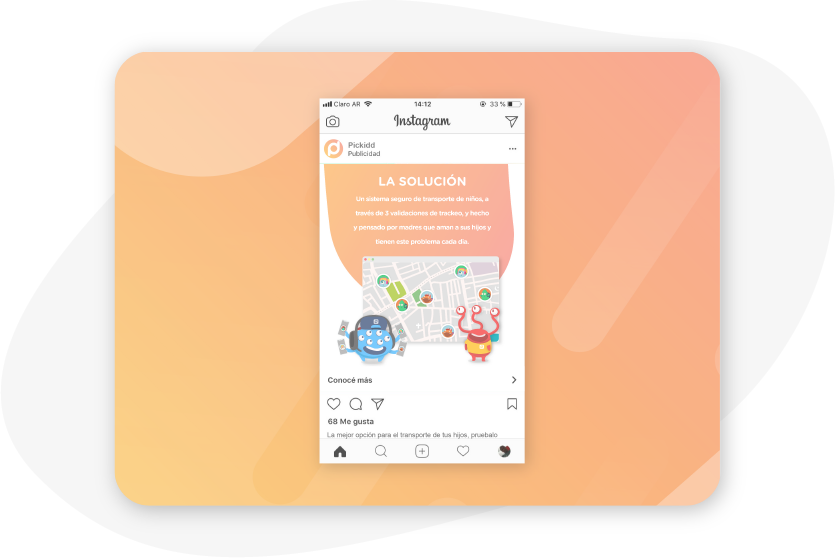 Claro AR 14:12 33 %
Instagram
Pickidd
Publicidad
LA SOLUCIÓN
Un sistema seguro de transporte de niños, a
través de 3 validaciones de trackeo, y hecho
y pensado por madres que aman a sus hijos y
tienen este problema cada día.
Conocé más
68 Me gusta
La mejor opción para el transporte de tus hijos, pruebalo